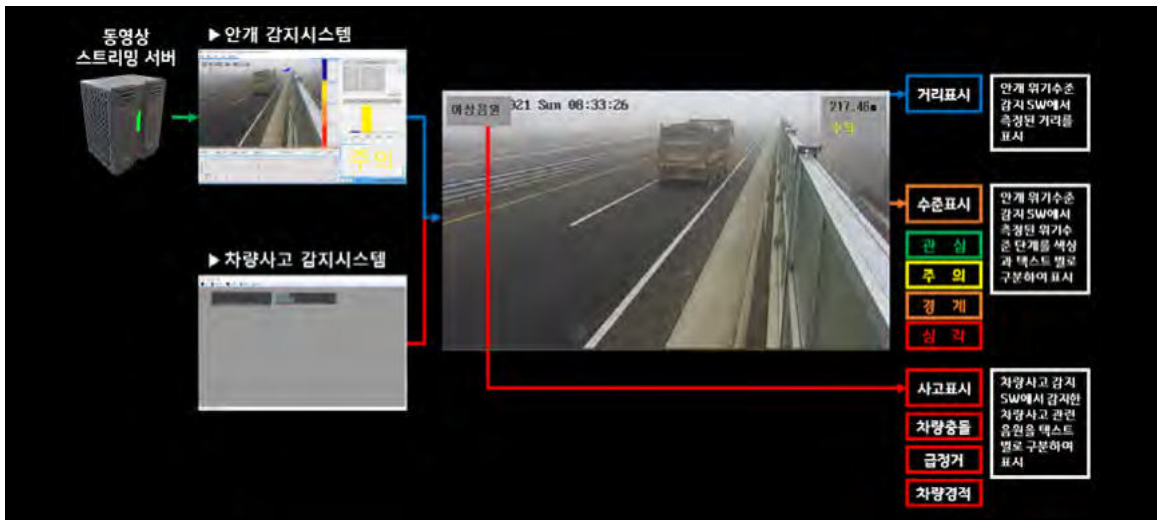 동영상
스트리밍 서버
▶안개 감지시스템
주의
▶차량사고 감지시스템
이상음원
021 Sun 08:33:26
217.46m
주의
거리표시
안개 위기수준
감지 SW에서
측정된 거리를
표시
수준표시
안개 위기수준
감지 SW에서
측정된 위기수
준 단계를 색상
과 텍스트 별로
구분하여 표시
관 심
주 의
경 계
심 각
사고표시
차량충돌
급정거
차량경적
차량사고 감지
SW에서 감지한
차량사고 관련
음원을 텍스트
별로 구분하여
표시